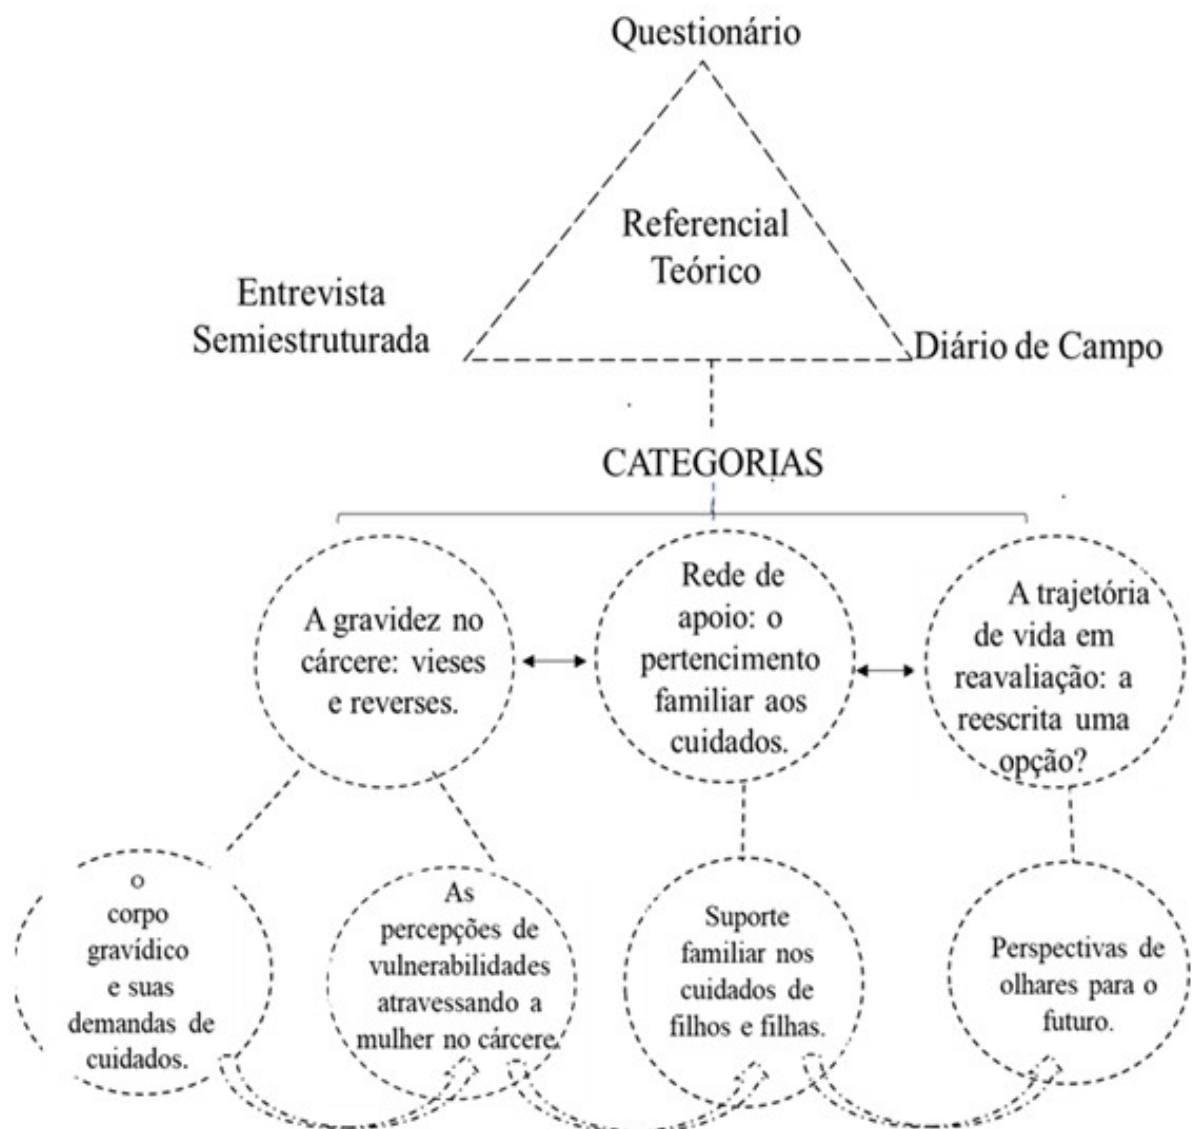 Questionário
Referencial
Teórico
Entrevista
Semiestruturada
Diário de Campo
CATEGORIAS
A gravidez no
cárcere: vieses
e reverses.
Rede de
apoio: o
pertencimento
familiar aos
cuidados.
A trajetória
de vida em
reavaliação: a
reescrita uma
opção?
o
corpo
gravídico
e suas
demandas de
cuidados.
As
percepções de
vulnerabilidades
atravessando a
mulher no cárcere.
Suporte
familiar nos
cuidados de
filhos e filhas.
Perspectivas de
olhares para o
futuro.